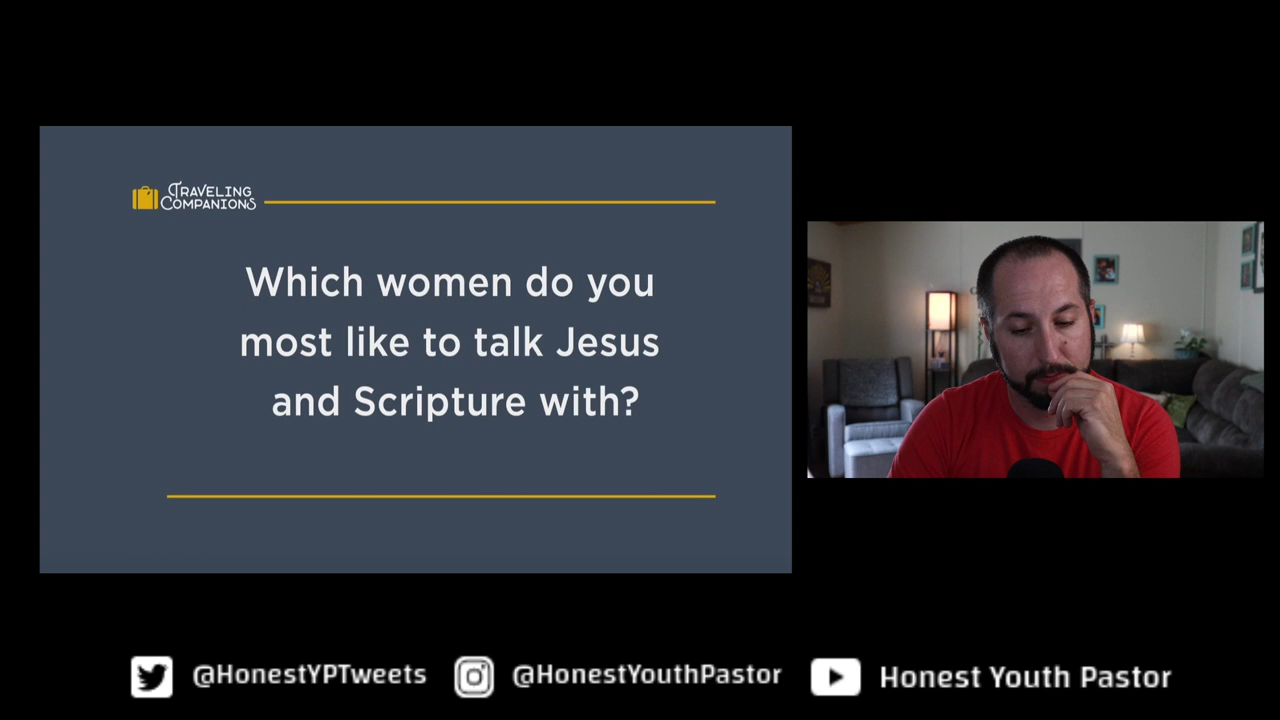 TRAVELING
COMPANIONS
Which women do you
most like to talk Jesus
and Scripture with?
@HonestYPTweets
@HonestYouthPastor
Honest Youth Pastor